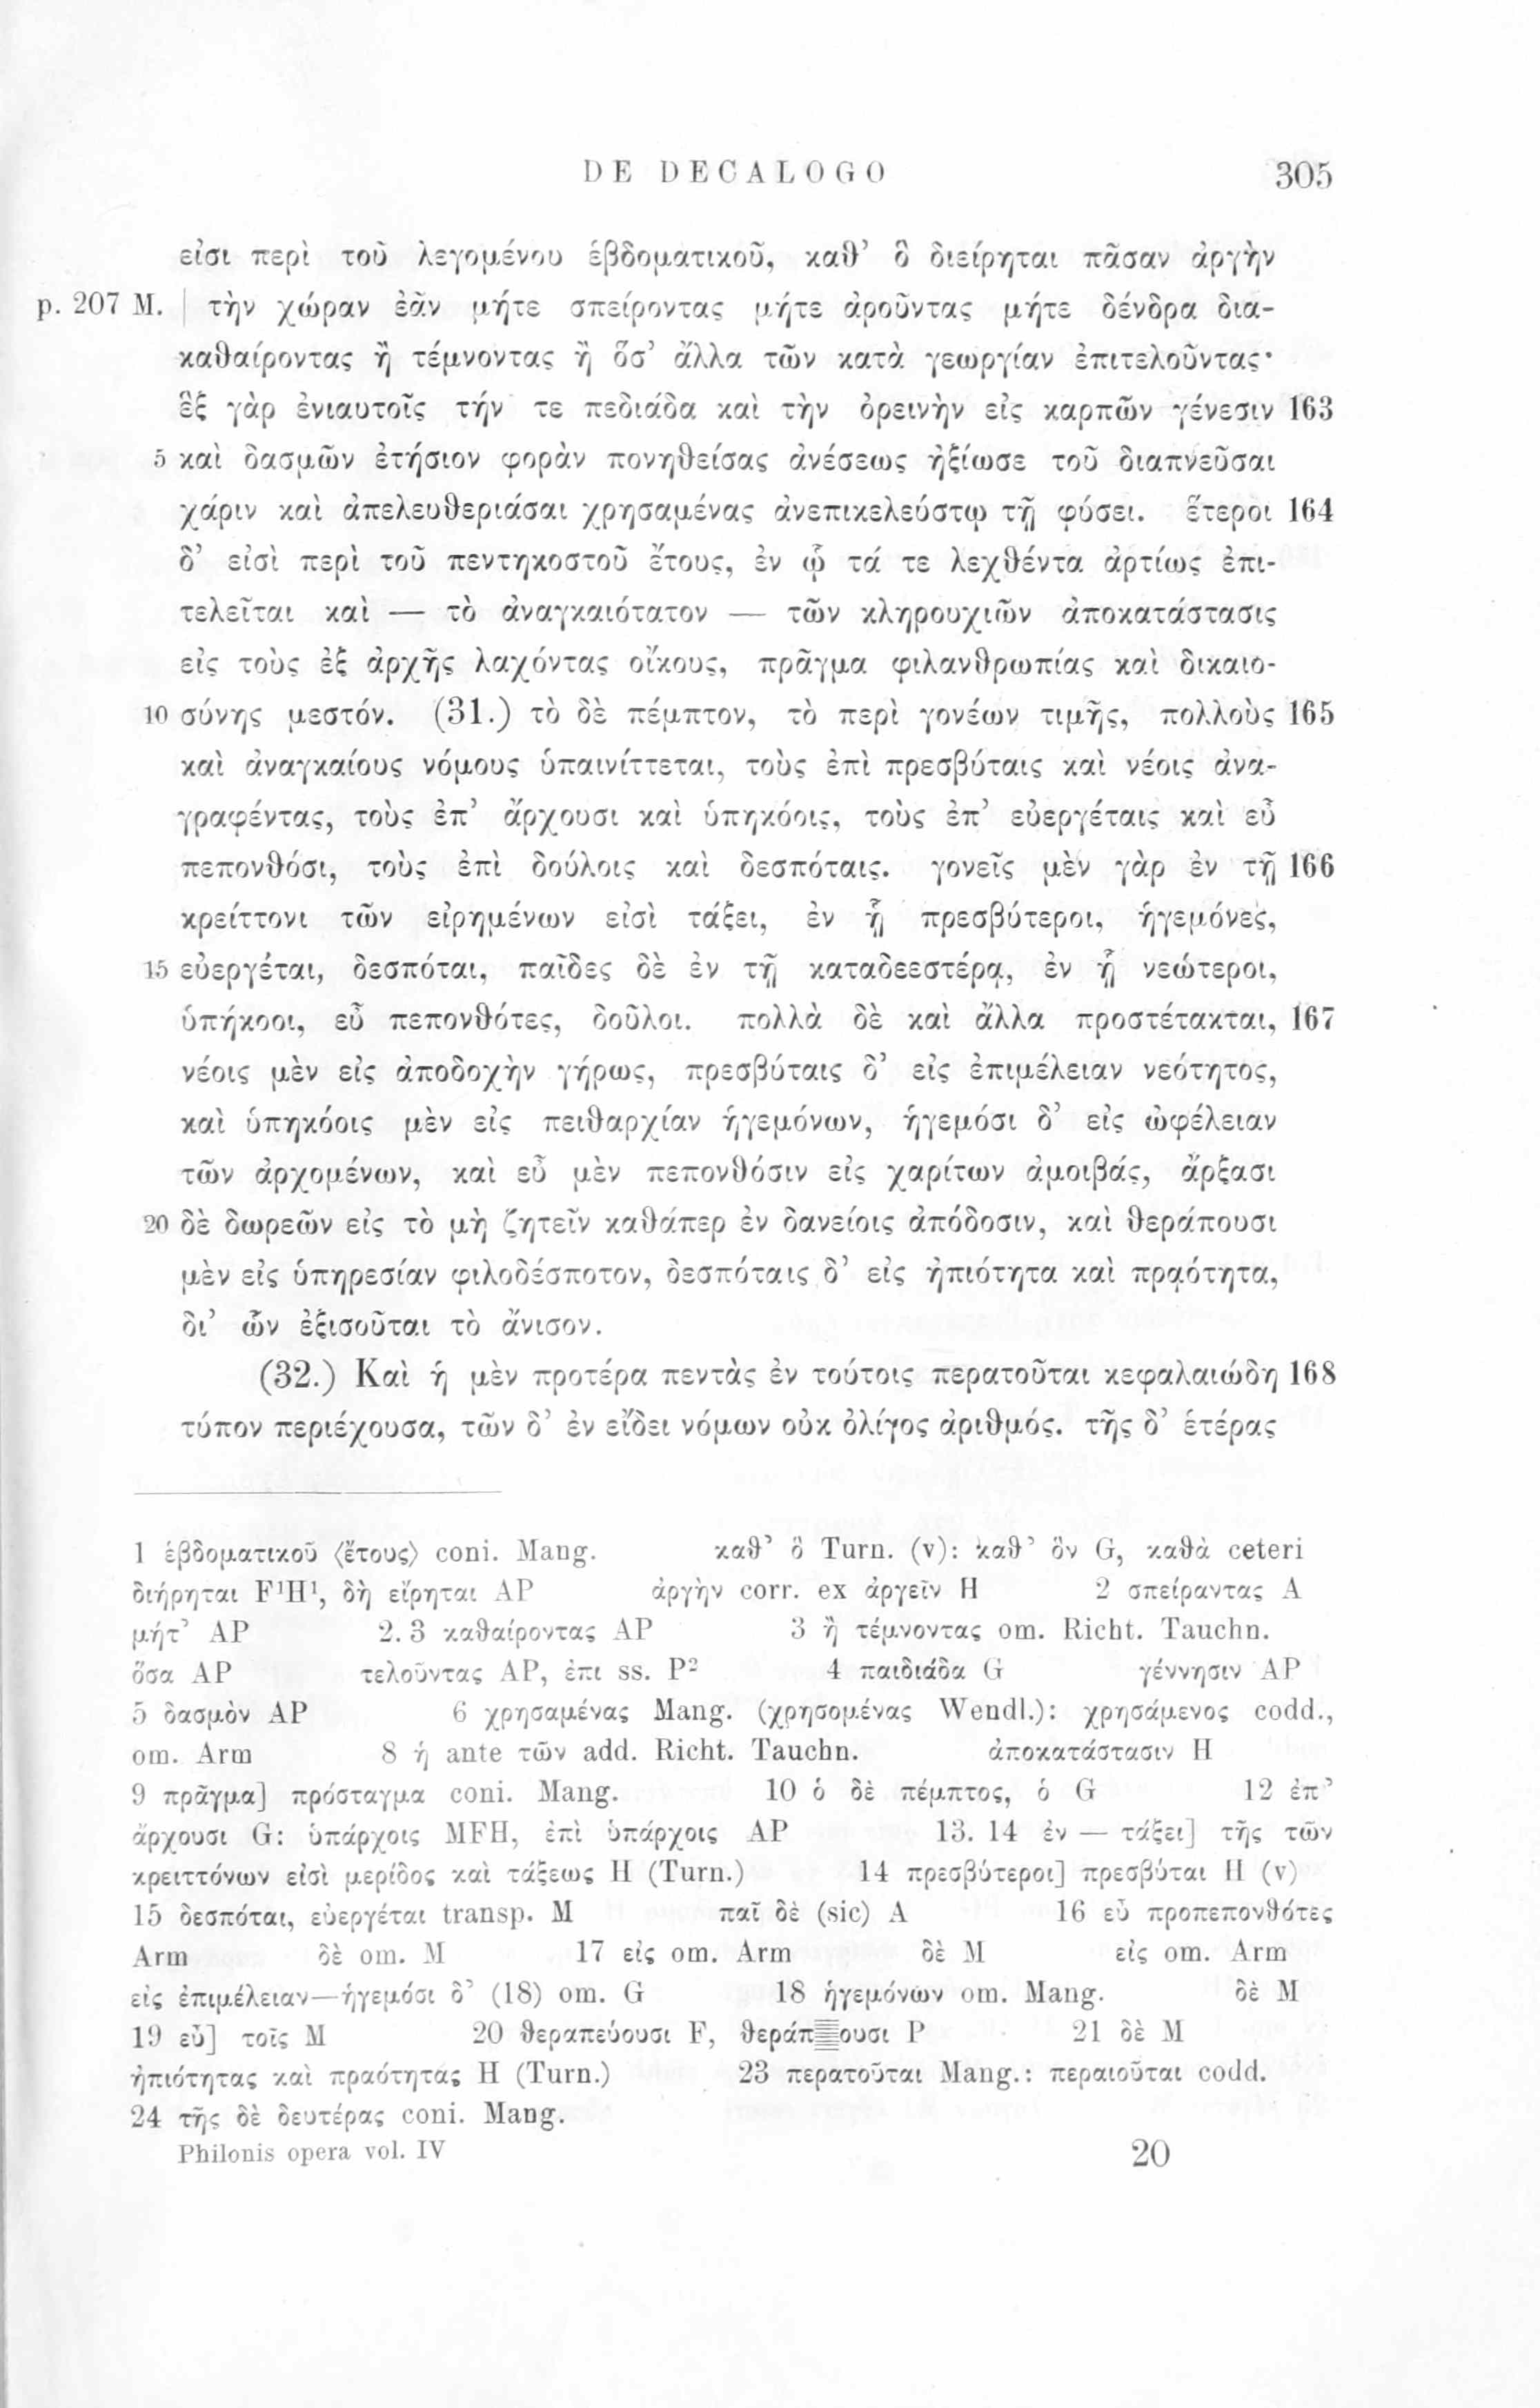 DE DECALOGO 305
εἰσι περὶ τοῦ λεγομένου ἑβδοματικοῦ, καθ’ ὃ διείρηται πᾶσαν ἀργὴν
p. 207 M. | τὴν χώραν ἐᾶν μήτε σπείροντας μήτε ἀροῦντας μήτε δένδρα δια-
καθαίροντας ἢ τέμνοντας ἢ ὅσ’ ἄλλα τῶν κατὰ γεωργίαν ἐπιτελοῦντας·
ἓξ γὰρ ἐνιαυτοῖς τήν τε πεδιάδα καὶ τὴν ὀρεινὴν εἰς καρπῶν γένεσιν 163
5 καὶ δασμῶν ἐτήσιον φορὰν πονηθείσας ἀνέσεως ἠξίωσε τοῦ διαπνεῦσαι
χάριν καὶ ἀπελευθεριάσαι χρησαμένας ἀνεπικελεύστῳ τῇ φύσει. ἕτεροι 164
δ’ εἰσὶ περὶ τοῦ πεντηκοστοῦ ἔτους, ἐν ᾧ τά τε λεχθέντα ἀρτίως ἐπι-
τελεῖται καὶ — τὸ ἀναγκαιότατον — τῶν κληρουχιῶν ἀποκατάστασις
εἰς τοὺς ἐξ ἀρχῆς λαχόντας οἴκους, πρᾶγμα φιλανθρωπίας καὶ δικαιο-
10 σύνης μεστόν. (31.) τὸ δὲ πέμπτον, τὸ περὶ γονέων τιμῆς, πολλοὺς 165
καὶ ἀναγκαίους νόμους ὑπαινίττεται, τοὺς ἐπὶ πρεσβύταις καὶ νέοις ἀνα-
γραφέντας, τοὺς ἐπ’ ἄρχουσι καὶ ὑπηκόοις, τοὺς ἐπ’ εὐεργέταις καὶ εὖ
πεπονθόσι, τοὺς ἐπὶ δούλοις καὶ δεσπόταις. γονεῖς μὲν γὰρ ἐν τῇ 166
κρείττονι τῶν εἰρημένων εἰσὶ τάξει, ἐν ᾗ πρεσβύτεροι, ἡγεμόνες,
15 εὐεργέται, δεσπόται, παῖδες δὲ ἐν τῇ καταδεεστέρᾳ, ἐν ᾗ νεώτεροι,
ὑπήκοοι, εὖ πεπονθότες, δοῦλοι. πολλὰ δὲ καὶ ἄλλα προστέτακται, 167
νέοις μὲν εἰς ἀποδοχὴν γήρως, πρεσβύταις δ’ εἰς ἐπιμέλειαν νεότητος,
καὶ ὑπηκόοις μὲν εἰς πειθαρχίαν ἡγεμόνων, ἡγεμόσι δ’ εἰς ὠφέλειαν
τῶν ἀρχομένων, καὶ εὖ μὲν πεπονθόσιν εἰς χαρίτων ἀμοιβάς, ἄρξασι
20 δὲ δωρεῶν εἰς τὸ μὴ ζητεῖν καθάπερ ἐν δανείοις ἀπόδοσιν, καὶ θεράπουσι
μὲν εἰς ὑπηρεσίαν φιλοδέσποτον, δεσπόταις δ’ εἰς ἠπιότητα καὶ πρᾳότητα,
δι’ ὧν ἐξισοῦται τὸ ἄνισον.
(32.) Καὶ ἡ μὲν προτέρα πεντὰς ἐν τούτοις περατοῦται κεφαλαιώδη 168
τύπον περιέχουσα, τῶν δ’ ἐν εἴδει νόμων οὐκ ὀλίγος ἀριθμός. τῆς δ’ ἑτέρας
1 ἑβδοματικοῦ ⟨ἔτους⟩ coni. Mang. καθ’ ὃ Turn. (v): καθ’ ὃν G, καθὰ ceteri
διήρηται F¹H¹, δὴ εἴρηται AP ἀργὴν corr. ex ἀργεῖν H 2 σπείραντας A
μήτ’ AP 2. 3 καθαίροντας AP 3 ἢ τέμνοντας om. Richt. Tauchn.
ὅσα AP τελοῦντας AP, ἐπι ss. P² 4 παιδιάδα G γέννησιν AP
5 δασμὸν AP 6 χρησαμένας Mang. (χρησομένας Wendl.): χρησάμενος codd.,
om. Arm 8 ἡ ante τῶν add. Richt. Tauchn. ἀποκατάστασιν H
9 πρᾶγμα] πρόσταγμα coni. Mang. 10 ὁ δὲ πέμπτος, ὁ G 12 ἐπ’
ἄρχουσι G: ὑπάρχοις MFH, ἐπὶ ὑπάρχοις AP 13. 14 ἐν — τάξει] τῆς τῶν
κρειττόνων εἰσὶ μερίδος καὶ τάξεως H (Turn.) 14 πρεσβύτεροι] πρεσβύται H (v)
15 δεσπόται, εὐεργέται transp. M παῖ δὲ (sic) A 16 εὖ προπεπονθότες
Arm δὲ om. M 17 εἰς om. Arm δὲ M εἰς om. Arm
εἰς ἐπιμέλειαν—ἡγεμόσι δ’ (18) om. G 18 ἡγεμόνων om. Mang. δὲ M
19 εὖ] τοῖς M 20 θεραπεύουσι F, θεράπ ουσι P 21 δὲ M
ἠπιότητας καὶ πραότητάς H (Turn.) 23 περατοῦται Mang.: περαιοῦται codd.
24 τῆς δὲ δευτέρας coni. Mang.
Philonis opera vol. IV 20